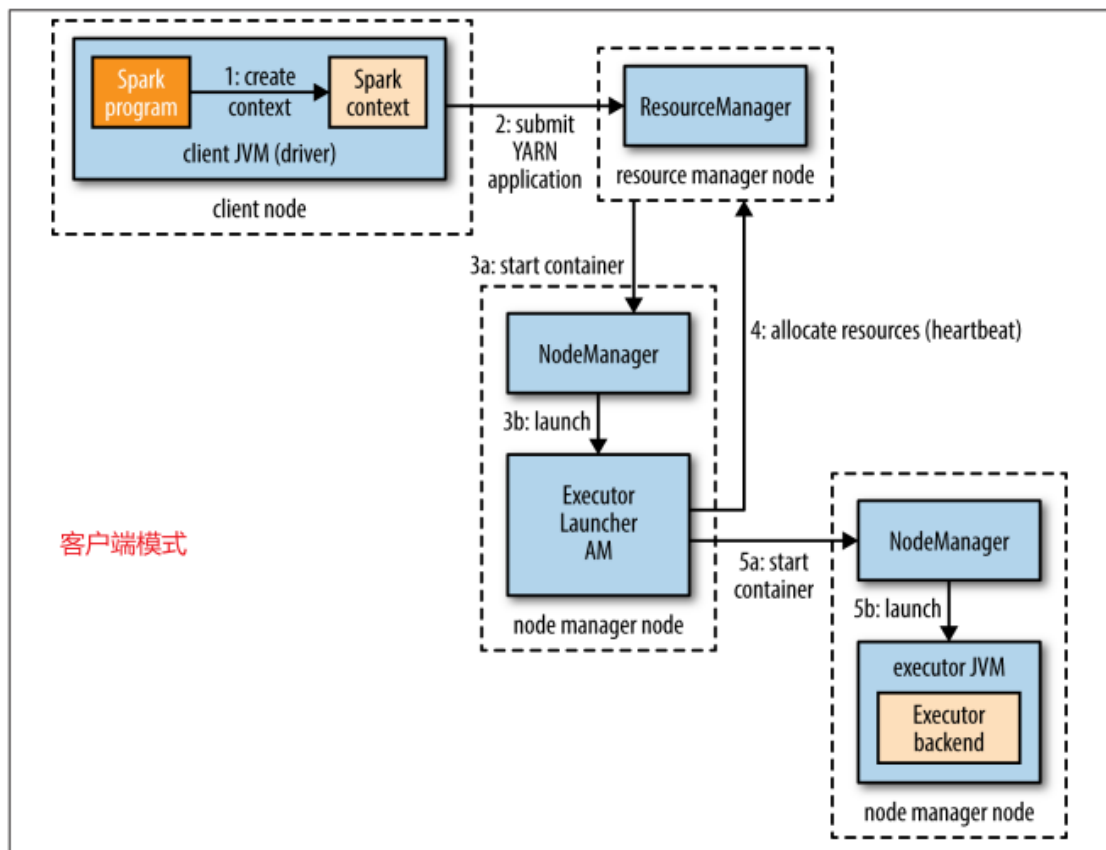 Spark
program
1: create
context
Spark
context
client JVM (driver)
client node
2: submit
YARN
application
ResourceManager
resource manager node
3a: start container
NodeManager
3b: launch
4: allocate resources (heartbeat)
Executor
Launcher
AM
node manager node
客户端模式
5a: start
container
NodeManager
5b: launch
executor JVM
Executor
backend
node manager node